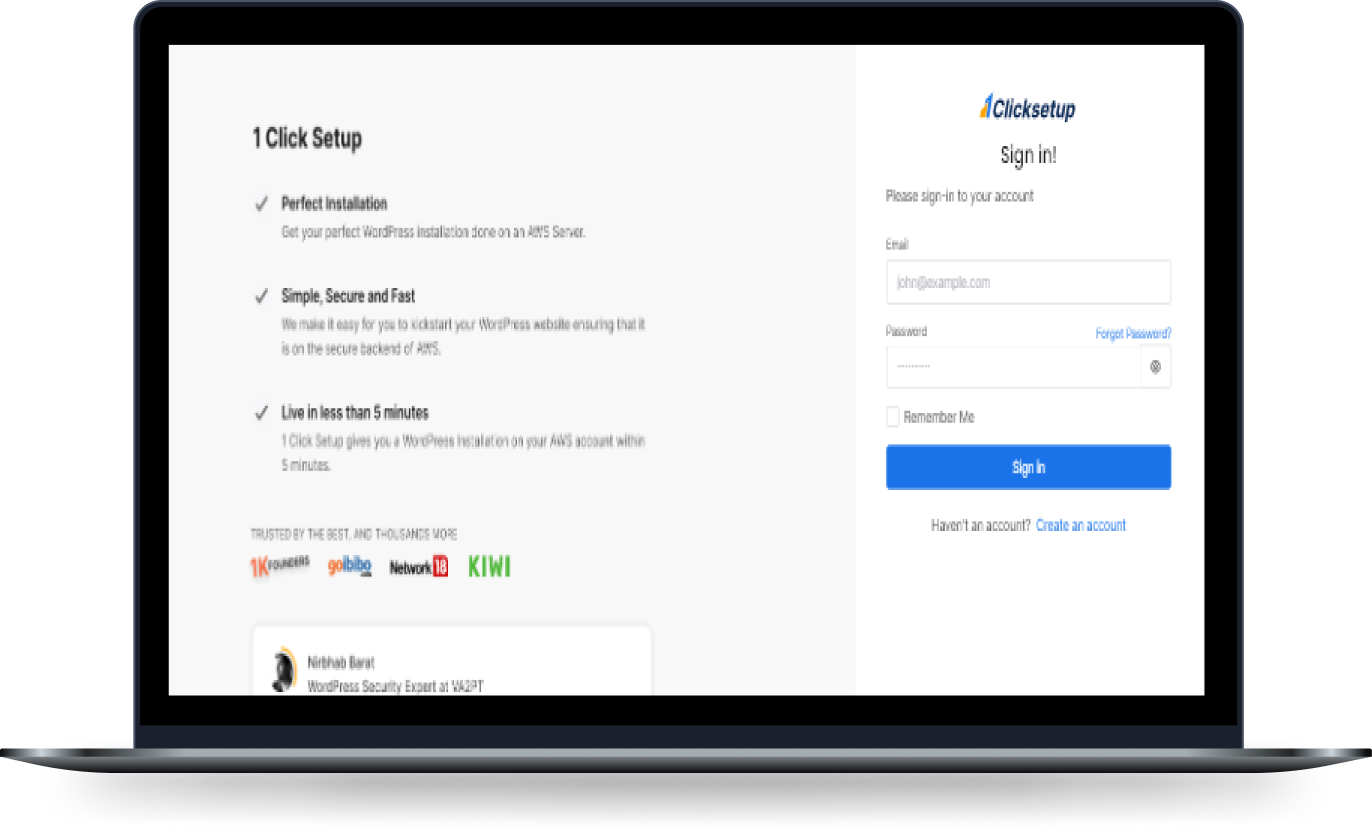 1 Click Setup
Perfect Installation
Get your perfect WordPress installation done on an AWS Server.
Simple, Secure and Fast
We make it easy for you to kickstart your WordPress website ensuring that it
is on the secure backend of AWS.
Live in less than 5 minutes
1 Click Setup gives you a WordPress Installation on your AWS account within
5 minutes.
TRUSTED BY THE BEST, AND THOUSANDS MORE
1K FOUNDERS goibibo Network 18 KIWI
Nirbhab Barat
WordPress Security Expert at VA2PT
1Clicksetup
Sign in!
Please sign-in to your account
Email
john@example.com
Password Forgot Password?
Remember Me
Sign in
Haven't an account? Create an account